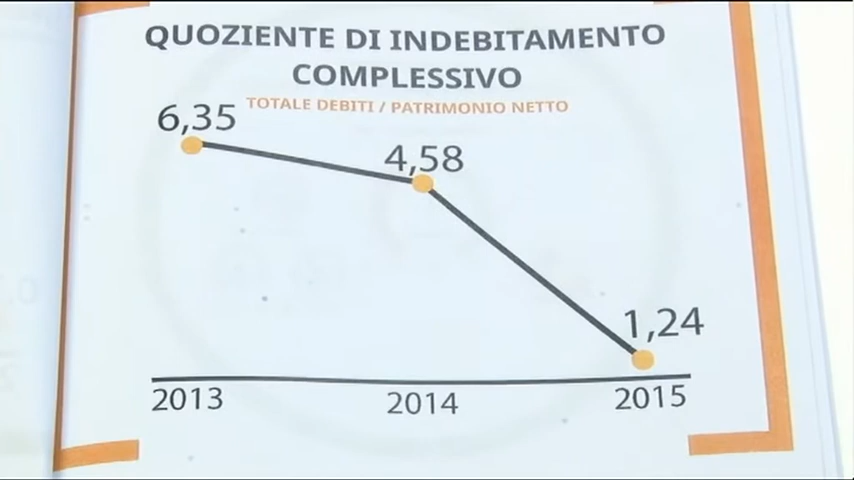 QUOZIENTE DI INDEBITAMENTO
COMPLESSIVO
TOTALE DEBITI / PATRIMONIO NETTO
6,35
4,58
1,24
2013
2014
2015